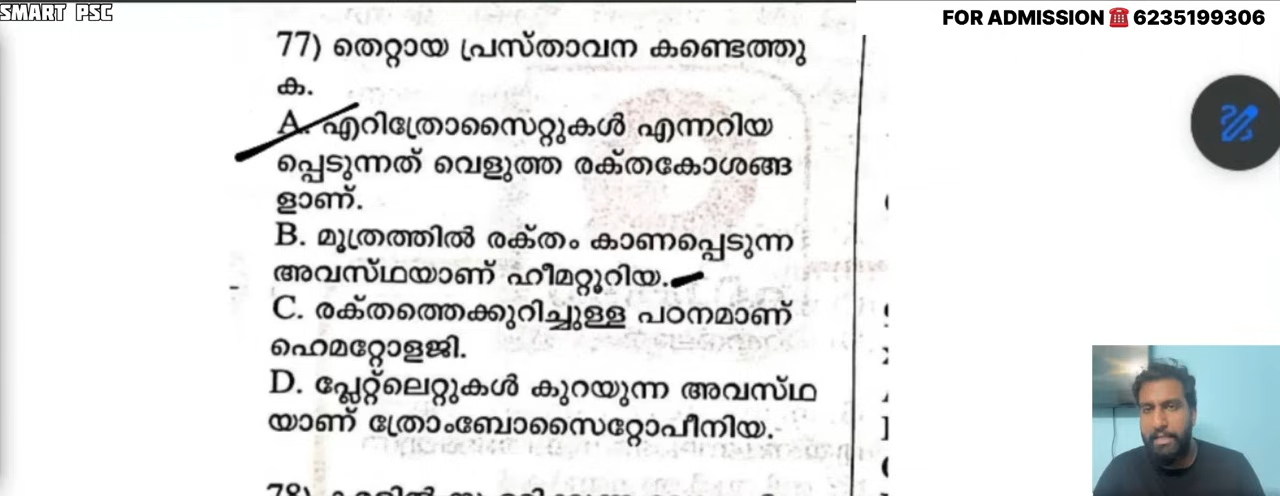 SMART PSC
FOR ADMISSION ☎️ 6235199306
77) തെറ്റായ പ്രസ്താവന കണ്ടെത്തു
ക.
A. എറിത്രോസൈറ്റുകൾ എന്നറിയ
പ്പെടുന്നത് വെളുത്ത രക്തകോശങ്ങ
ളാണ്.
B. മൂത്രത്തിൽ രക്തം കാണപ്പെടുന്ന
അവസ്ഥയാണ് ഹീമറ്റൂറിയ.
C. രക്തത്തെക്കുറിച്ചുള്ള പഠനമാണ്
ഹെമറ്റോളജി.
D. പ്ലേറ്റ്ലെറ്റുകൾ കുറയുന്ന അവസ്ഥ
യാണ് ത്രോംബോസൈറ്റോപീനിയ.
78)